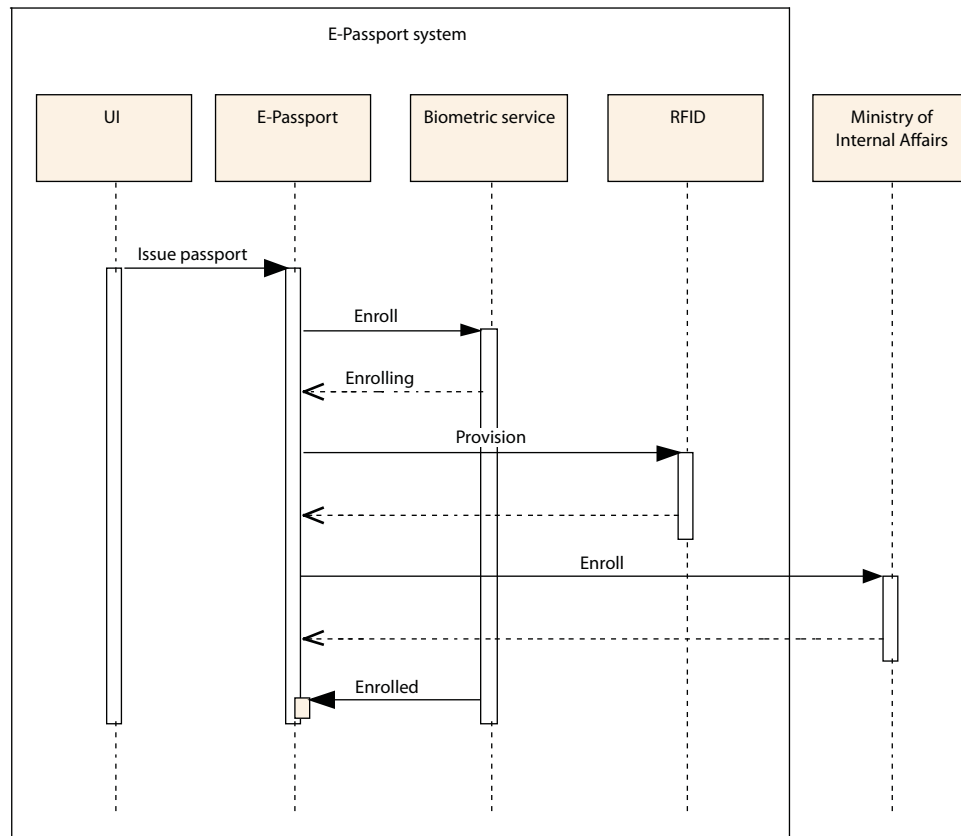 E-Passport system
UI
E-Passport
Biometric service
RFID
Ministry of
Internal Affairs
Issue passport
Enroll
Enrolling
Provision
Enroll
Enrolled